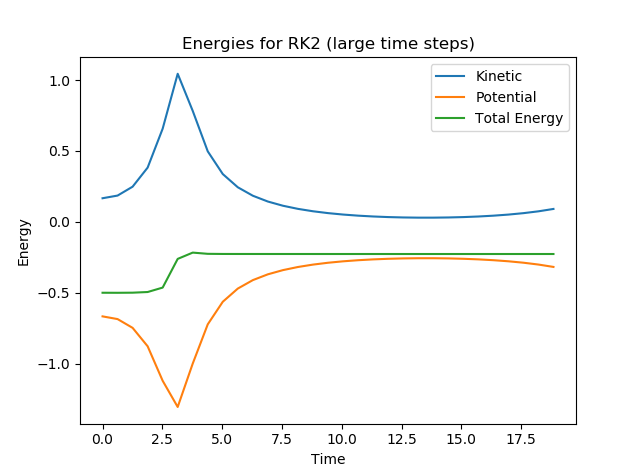 Energies for RK2 (large time steps)
Kinetic
Potential
Total Energy
1.0
0.5
0.0
−0.5
−1.0
Energy
0.0 2.5 5.0 7.5 10.0 12.5 15.0 17.5
Time